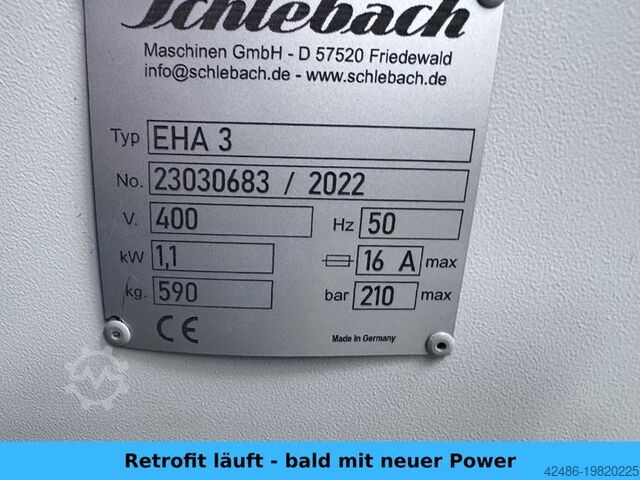 Schlebach
Maschinen GmbH - D 57520 Friedewald
info@schlebach.de - www.schlebach.de
Typ EHA 3
No. 23030683 / 2022
V. 400 Hz 50
kW 1,1 16 A max
kg. 590 bar 210 max
CE Made In Germany
Retrofit läuft - bald mit neuer Power
42486-19820225